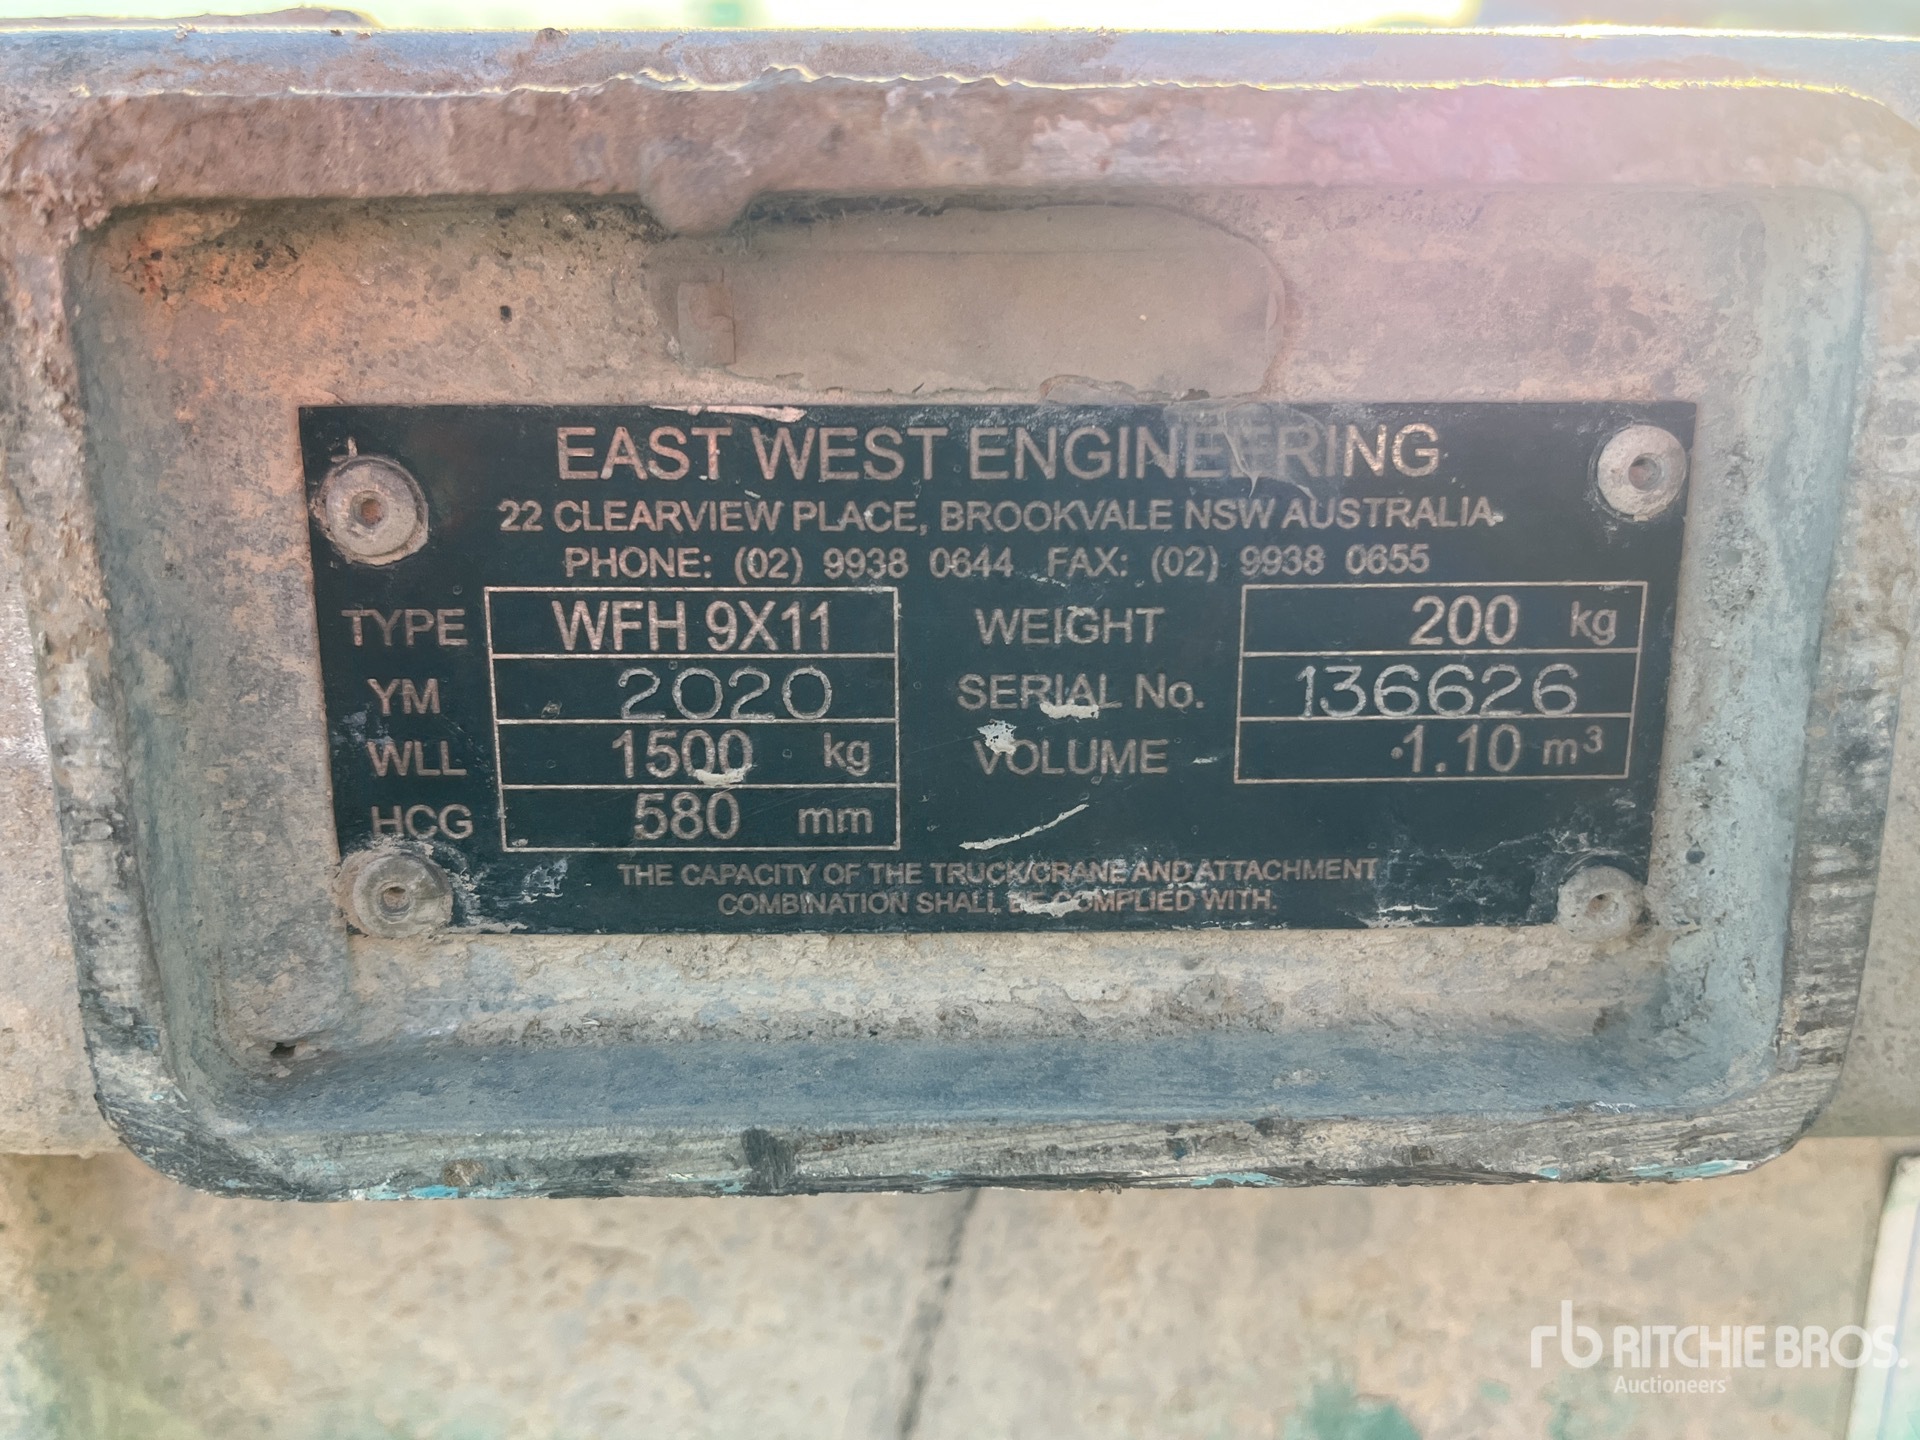 EAST WEST ENGINEERING
22 CLEARVIEW PLACE, BROOKVALE NSW AUSTRALIA
PHONE: (02) 9938 0644 FAX: (02) 9938 0655
TYPE WFH 9X11 WEIGHT 200 kg
YM 2020 SERIAL No. 136626
WLL 1500 kg VOLUME 1.10 m³
HCG 580 mm
THE CAPACITY OF THE TRUCK/CRANE AND ATTACHMENT
COMBINATION SHALL BE COMPLIED WITH.
rb RITCHIE BROS.
Auctioneers